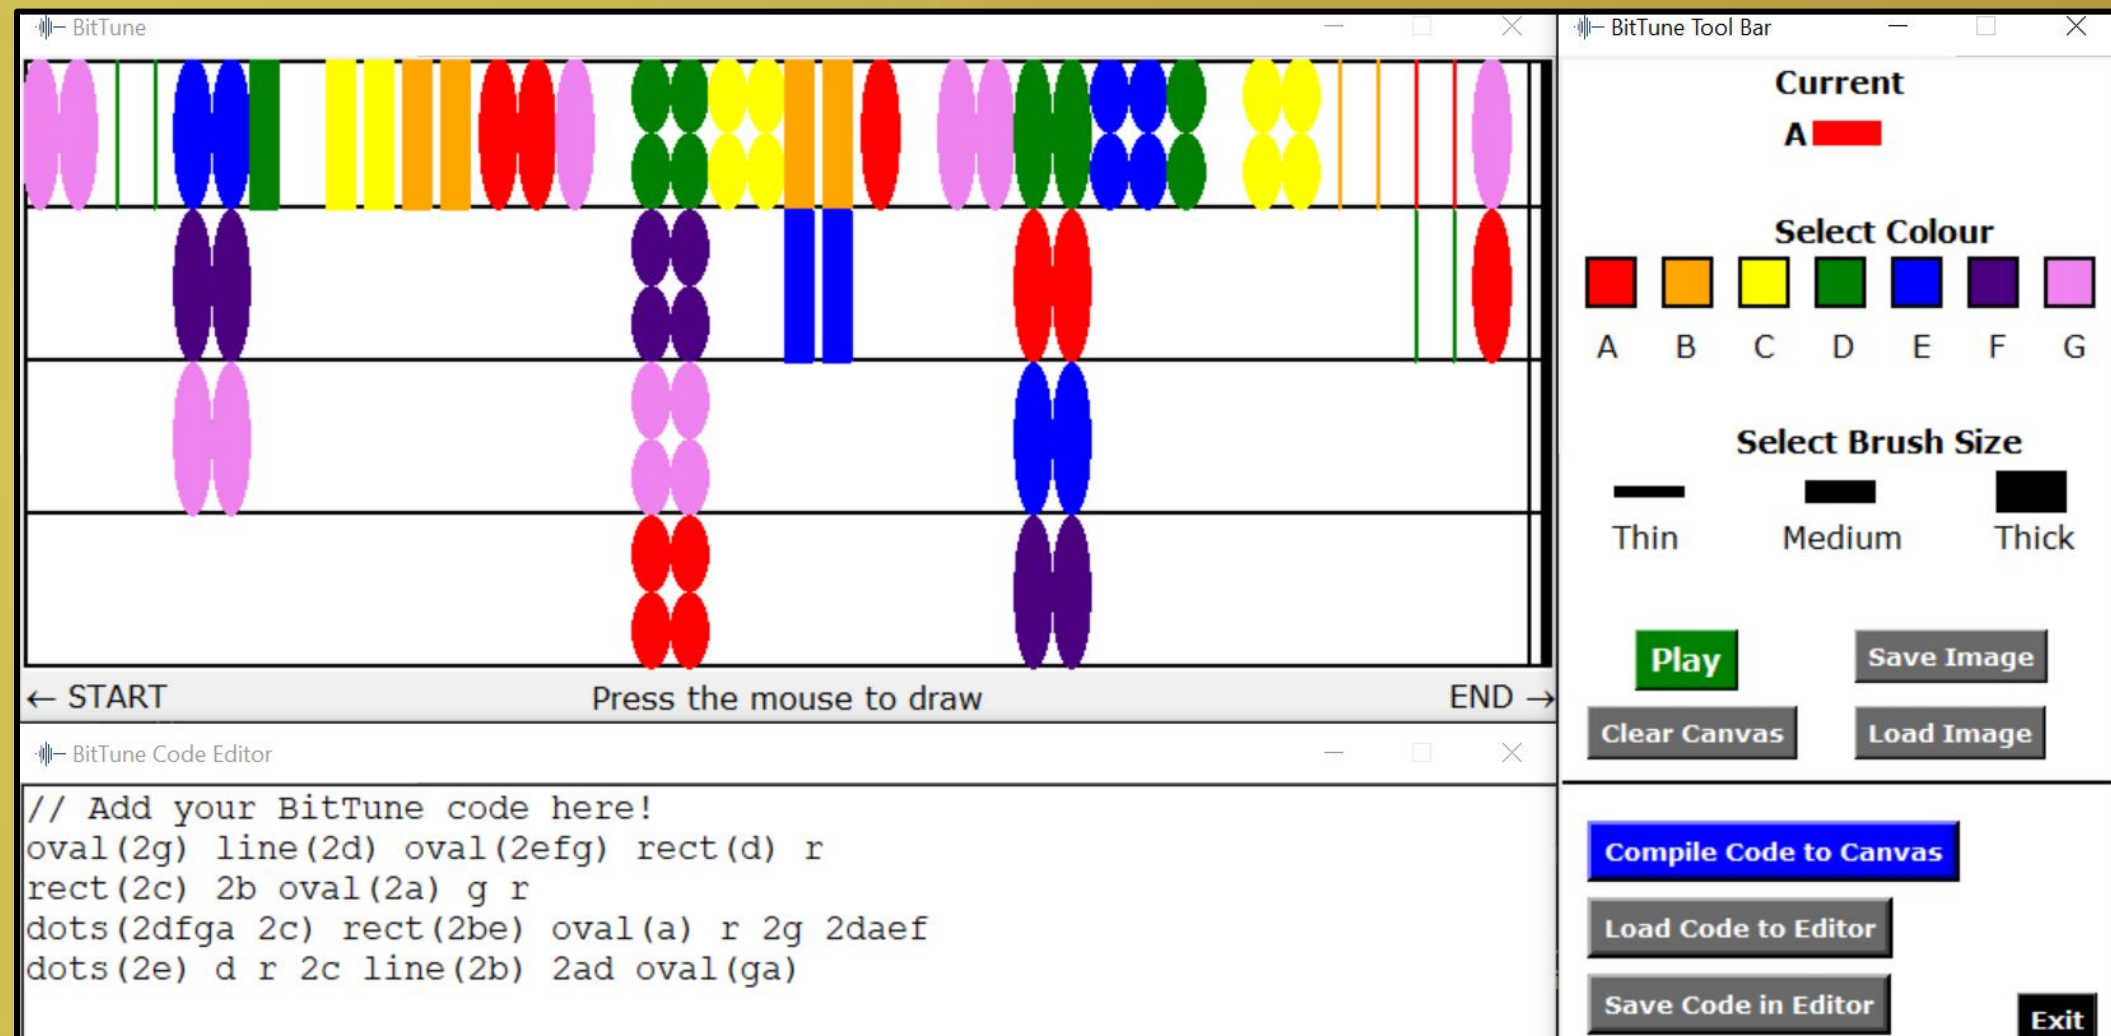 BitTune
← START Press the mouse to draw END →
BitTune Code Editor
// Add your BitTune code here!
oval(2g) line(2d) oval(2efg) rect(d) r
rect(2c) 2b oval(2a) g r
dots(2dfga 2c) rect(2be) oval(a) r 2g 2daef
dots(2e) d r 2c line(2b) 2ad oval(ga)
BitTune Tool Bar
Current
A
Select Colour
A B C D E F G
Select Brush Size
Thin Medium Thick
Play Save Image
Clear Canvas Load Image
Compile Code to Canvas
Load Code to Editor
Save Code in Editor
Exit